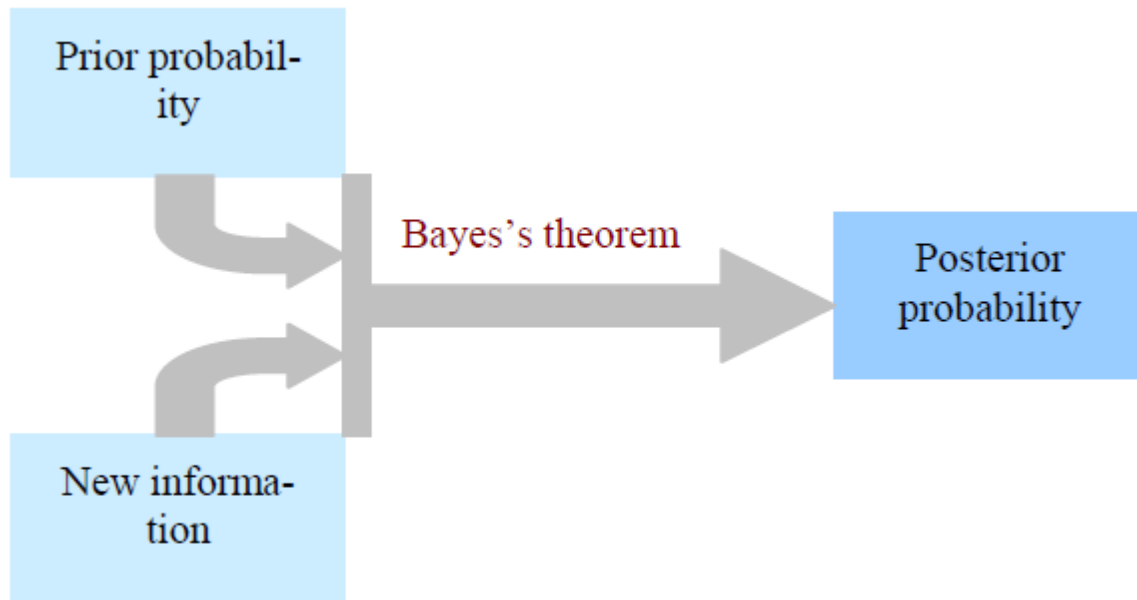 Prior probabil-
ity
Bayes’s theorem
Posterior
probability
New informa-
tion